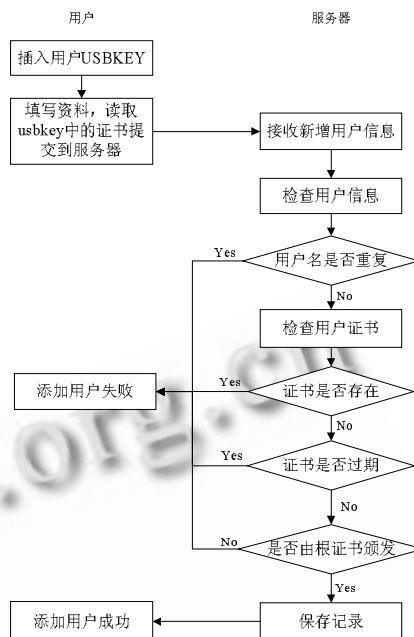 用户
服务器
插入用户USBKEY
填写资料，读取
usbkey中的证书提
交到服务器
接收新增用户信息
检查用户信息
Yes
用户名是否重复
No
检查用户证书
添加用户失败
Yes
证书是否存在
No
Yes
证书是否过期
No
No
是否由根证书颁发
Yes
添加用户成功
保存记录
.org.cn